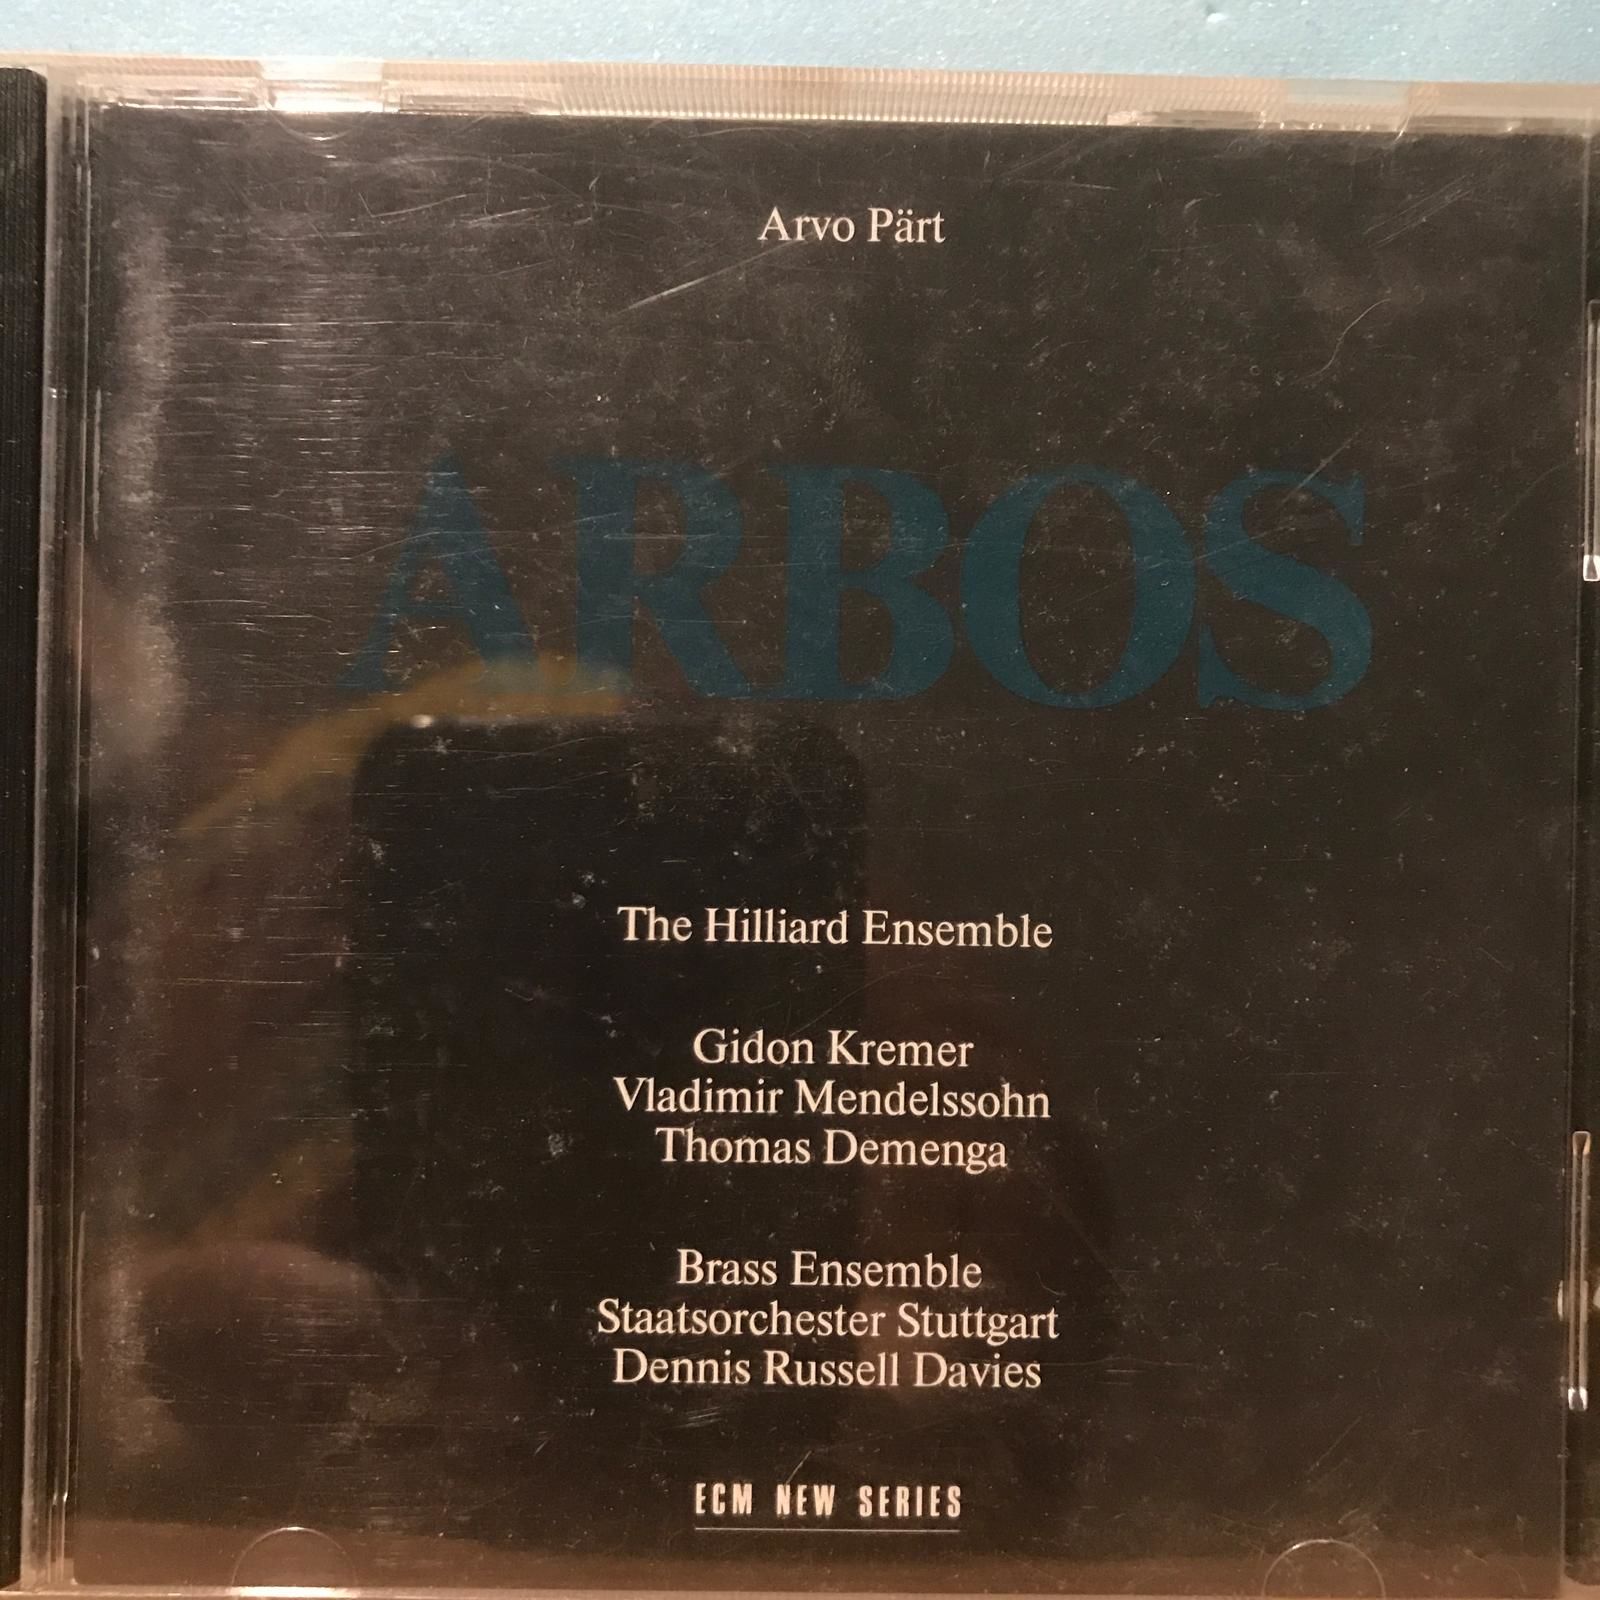 Arvo Pärt
ARBOS
The Hilliard Ensemble
Gidon Kremer
Vladimir Mendelssohn
Thomas Demenga
Brass Ensemble
Staatsorchester Stuttgart
Dennis Russell Davies
ECM NEW SERIES